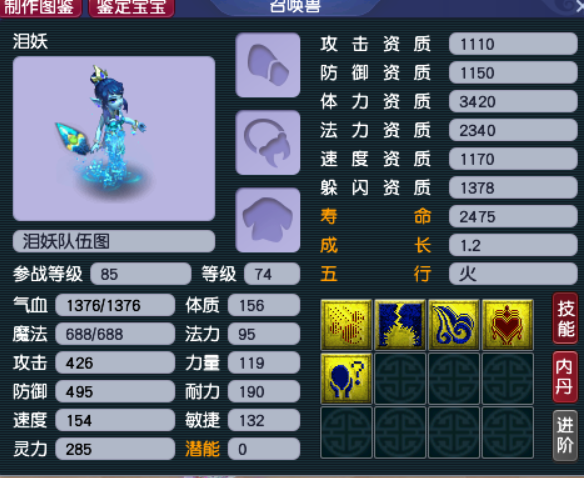 制作图鉴 鉴定宝宝 召唤兽
泪妖
泪妖队伍图
参战等级 85 等级 74
气血 1376/1376 体质 156
魔法 688/688 法力 95
攻击 426 力量 119
防御 495 耐力 190
速度 154 敏捷 132
灵力 285 潜能 0
攻击资质 1110
防御资质 1150
体力资质 3420
法力资质 2340
速度资质 1170
躲闪资质 1378
寿命 2475
成长 1.2
五行 火
?
技能
内丹
进阶